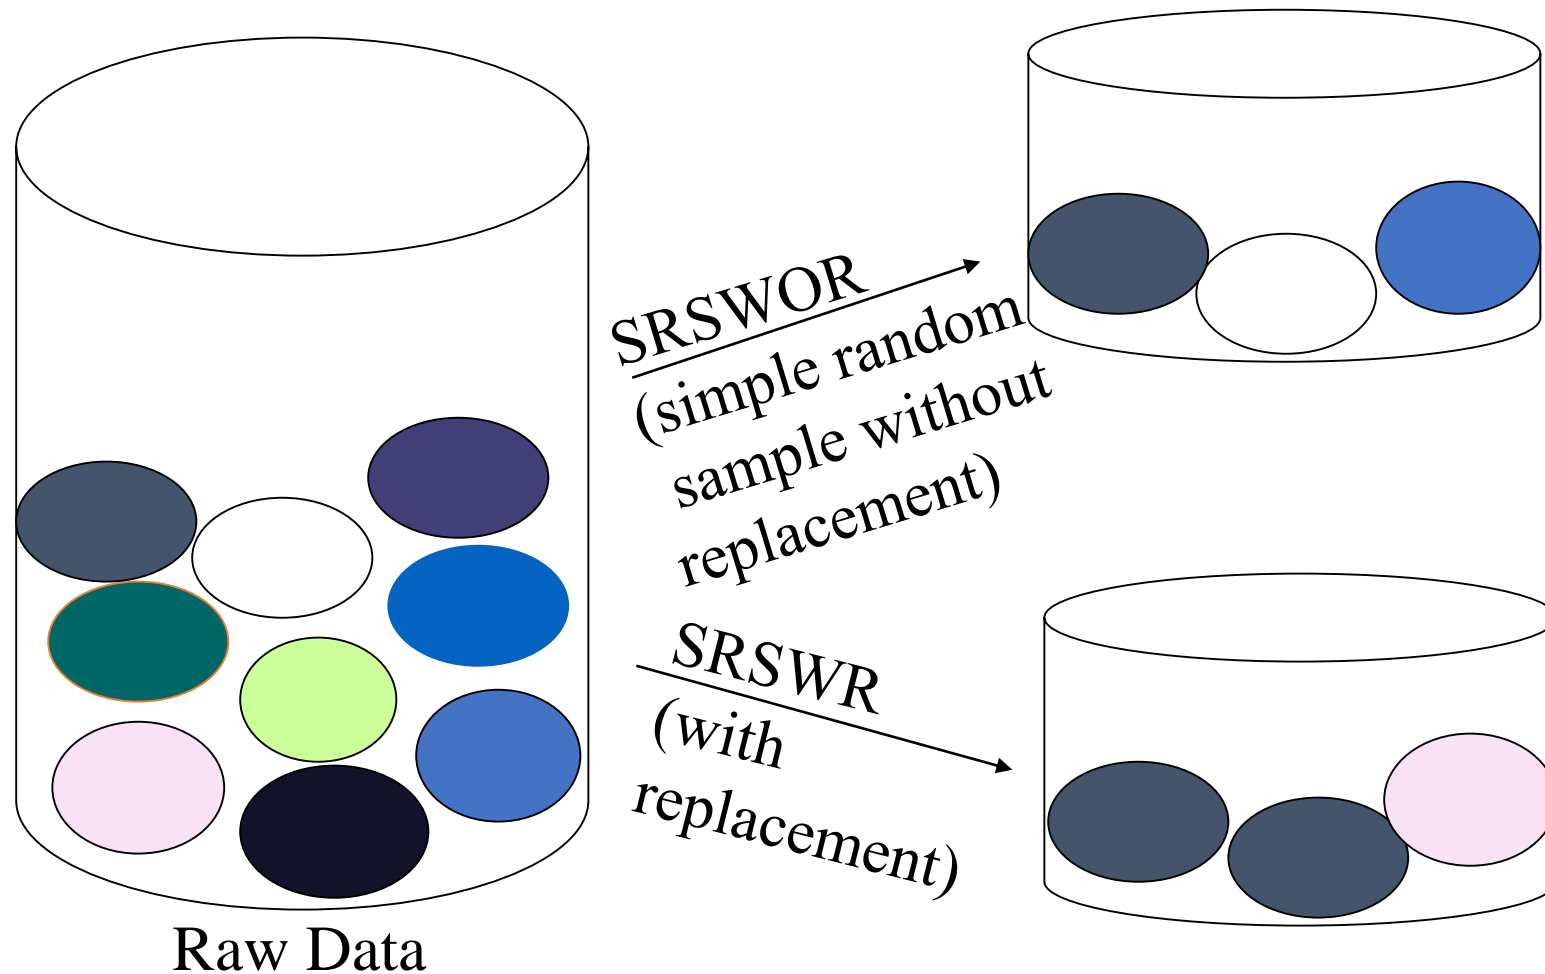 SRSWOR
(simple random
sample without
replacement)
SRSWR
(with
replacement)
Raw Data